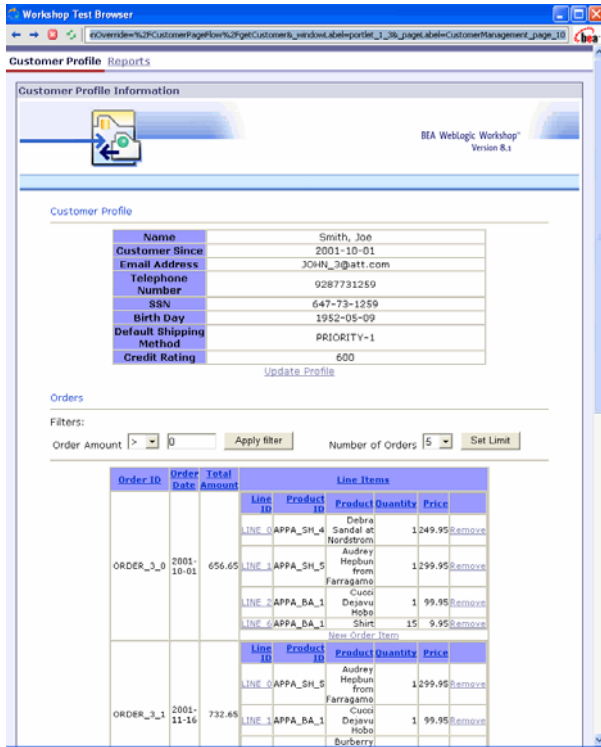 Workshop Test Browser
nOverride=%2FCustomerPageFlow%2FgetCustomer&_windowLabel=portlet_1_3&_pageLabel=CustomerManagement_page_10
bea
Customer Profile Reports
Customer Profile Information
BEA WebLogic Workshop™
Version 8.1
Customer Profile
Name Smith, Joe
Customer Since 2001-10-01
Email Address JOHN_3@att.com
Telephone
Number 9287731259
SSN 647-73-1259
Birth Day 1952-05-09
Default Shipping
Method PRIORITY-1
Credit Rating 600
Update Profile
Orders
Filters:
Order Amount > 0 Apply filter Number of Orders 5 Set Limit
Order ID Order Date Total Amount Line Items
Line ID Product ID Product Quantity Price
ORDER_3_0 2001-10-01 656.65
LINE_0 APPA_SH_4 Debra Sandal at Nordstrom 1 249.95 Remove
LINE_1 APPA_SH_5 Audrey Hepbun from Farragamo 1 299.95 Remove
LINE_2 APPA_BA_1 Cucci Dejavu Hobo 1 99.95 Remove
LINE_6 APPA_BA_1 Shirt 15 9.95 Remove
New Order Item
Line ID Product ID Product Quantity Price
ORDER_3_1 2001-11-16 732.65
LINE_0 APPA_SH_5 Audrey Hepbun from Farragamo 1 299.95 Remove
LINE_1 APPA_BA_1 Cucci Dejavu Hobo 1 99.95 Remove
Burberry